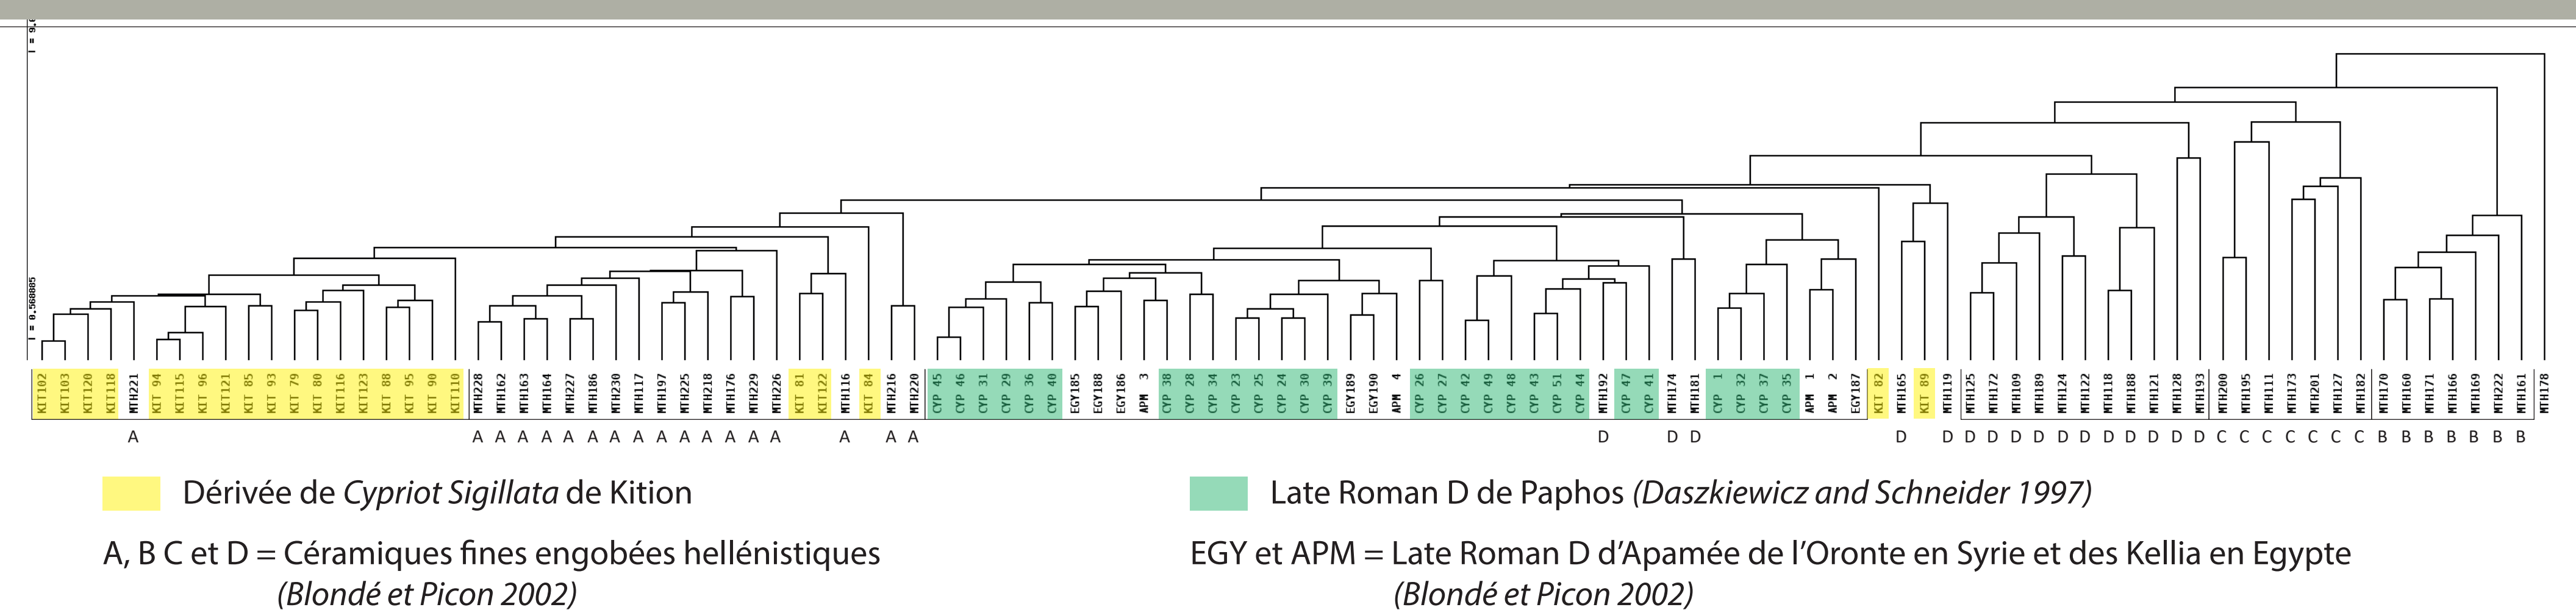 l = 0.568885
KIT102 KIT103 KIT120 KIT118 MTH221 KIT 94 KIT115 KIT 96 KIT121 KIT 85 KIT 93 KIT 79 KIT 80 KIT116 KIT123 KIT 88 KIT 95 KIT 90 KIT110 MTH228 MTH162 MTH163 MTH164 MTH227 MTH186 MTH230 MTH117 MTH197 MTH225 MTH218 MTH176 MTH229 MTH226 KIT 81 KIT122 MTH116 KIT 84 MTH216 MTH220 CYP 45 CYP 46 CYP 31 CYP 29 CYP 36 CYP 40 EGY185 EGY188 EGY186 APM 3 CYP 38 CYP 28 CYP 34 CYP 23 CYP 25 CYP 24 CYP 30 CYP 39 EGY189 EGY190 APM 4 CYP 26 CYP 27 CYP 42 CYP 49 CYP 48 CYP 43 CYP 51 CYP 44 MTH192 CYP 47 CYP 41 MTH174 MTH181 CYP 1 CYP 32 CYP 37 CYP 35 APM 1 APM 2 EGY187 KIT 82 MTH165 KIT 89 MTH119 MTH125 MTH172 MTH109 MTH189 MTH124 MTH122 MTH118 MTH188 MTH121 MTH128 MTH193 MTH200 MTH195 MTH111 MTH173 MTH201 MTH127 MTH182 MTH170 MTH160 MTH171 MTH166 MTH169 MTH222 MTH161 MTH178
A A A A A A A A A A A A A A A A A A D D D D D D D D D D D D D D D D C C C C C C C B B B B B B B
Dérivée de Cypriot Sigillata de Kition
A, B C et D = Céramiques fines engobées hellénistiques
(Blondé et Picon 2002)
Late Roman D de Paphos (Daszkiewicz and Schneider 1997)
EGY et APM = Late Roman D d'Apamée de l'Oronte en Syrie et des Kellia en Egypte
(Blondé et Picon 2002)